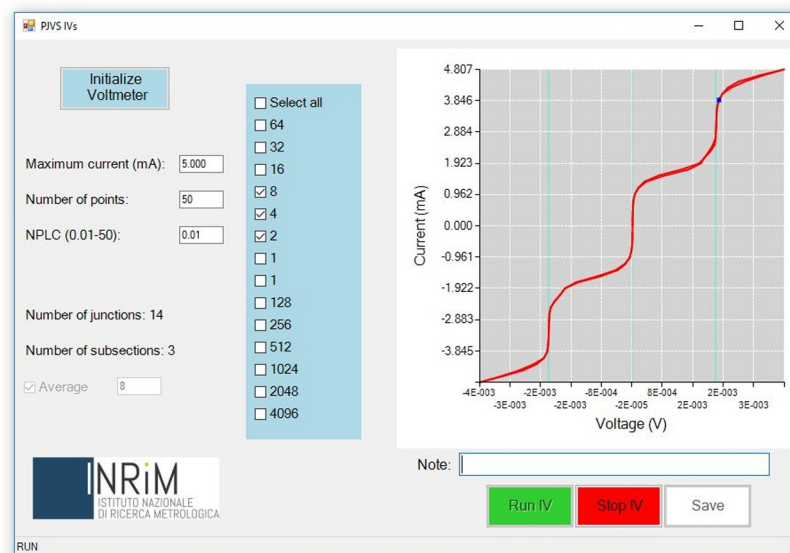 PJVS IVs
Initialize
Voltmeter
Maximum current (mA): 5.000
Number of points: 50
NPLC (0.01-50): 0.01
Number of junctions: 14
Number of subsections: 3
Average 8
Select all
64
32
16
8
4
2
1
1
128
256
512
1024
2048
4096
INRiM
ISTITUTO NAZIONALE
DI RICERCA METROLOGICA
4.807
3.846
2.884
1.923
0.962
0.000
-0.961
-1.922
-2.883
-3.845
Current (mA)
-4E-003 -2E-003 -8E-004 8E-004 2E-003
-3E-003 -2E-003 -2E-005 2E-003 3E-003
Voltage (V)
Note:
Run IV Stop IV Save
RUN